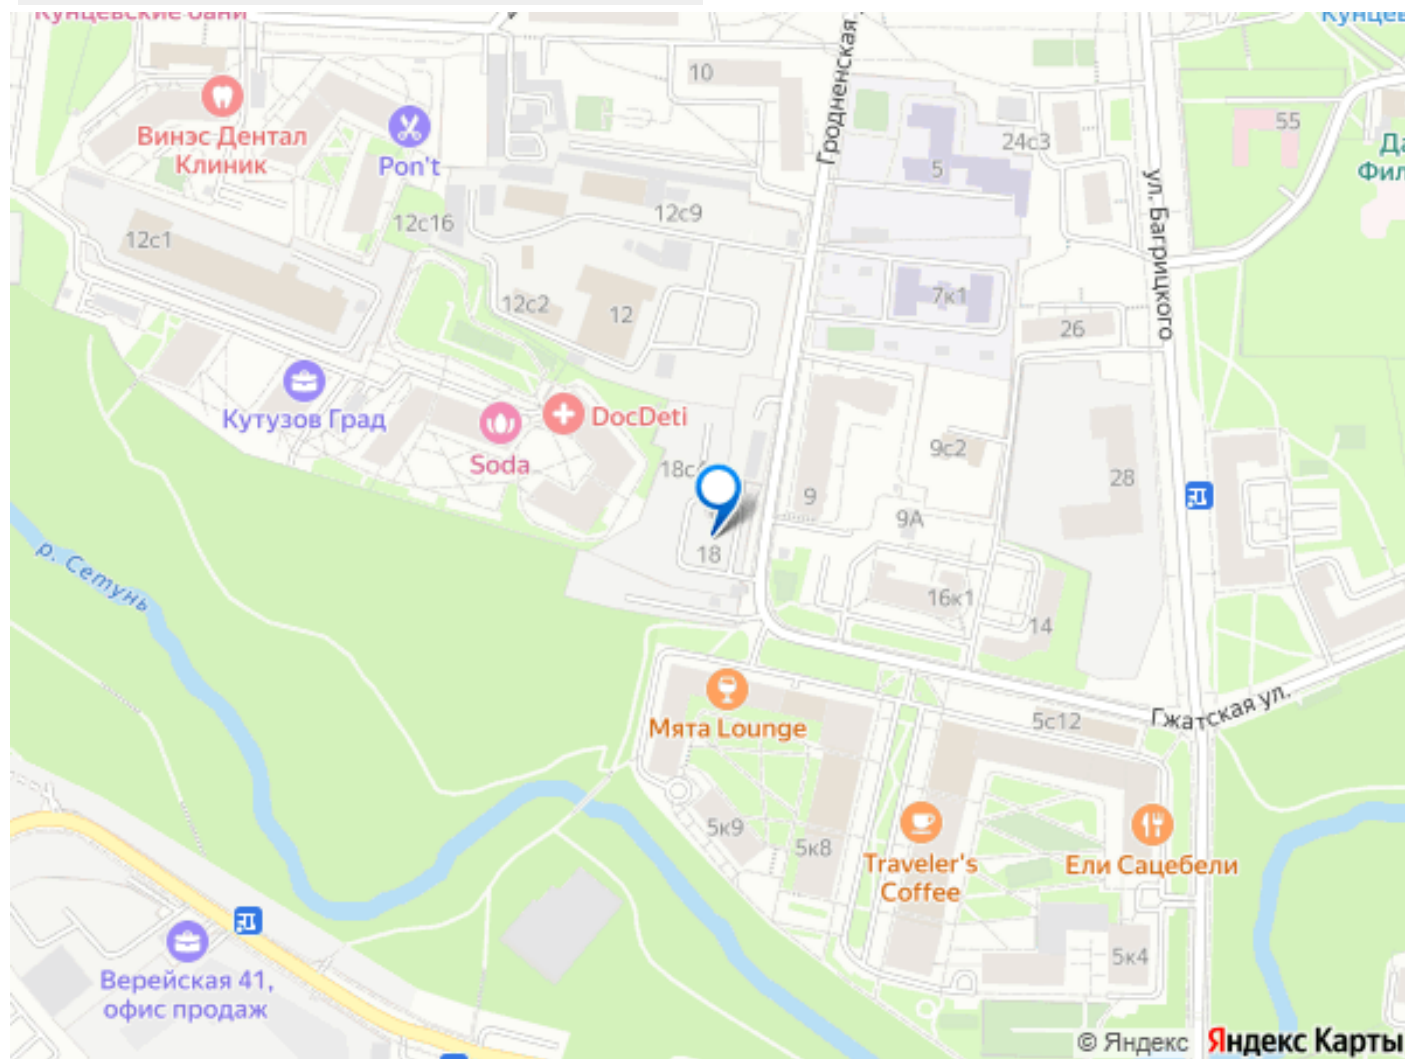 Кунцевские бани
Гродненская
10
Винэс Дентал
Клиник
Pon't
24с3
55
5
ул. Багрицкого
12с16
12с9
12с1
12с2
12
7к1
26
Кутузов Град
DocDeti
Soda
9с2
28
9
9А
18
р. Сетунь
16к1
14
Гжатская ул.
5с12
Мята Lounge
5к9
5к8
Traveler's
Coffee
Ели Сацебели
5к4
Верейская 41,
офис продаж
© Яндекс Яндекс Карты